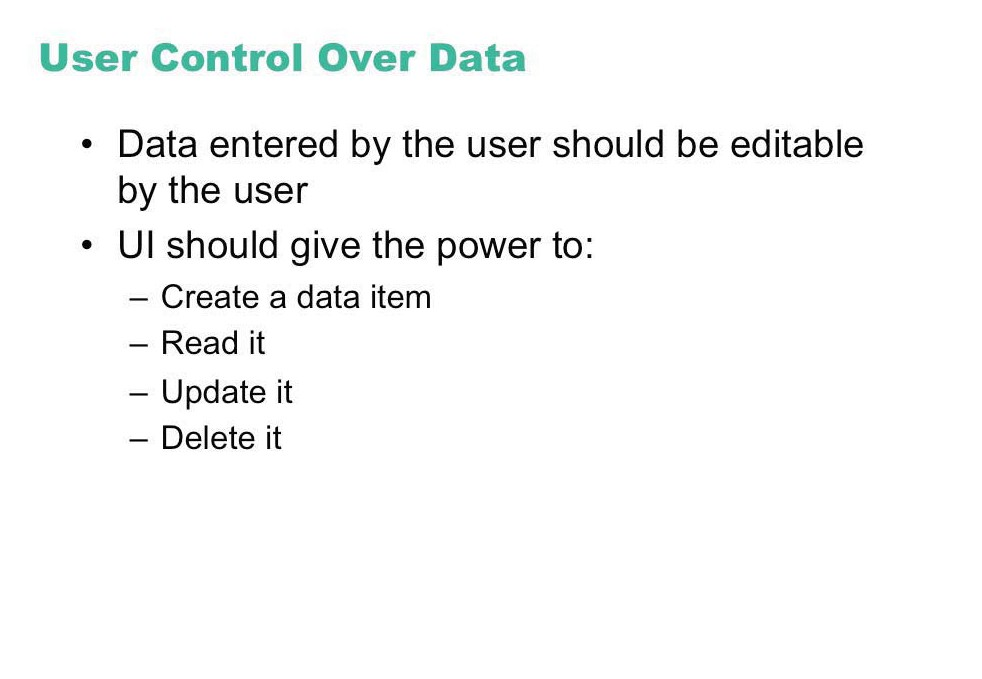 User Control Over Data
• Data entered by the user should be editable
by the user
• UI should give the power to:
– Create a data item
– Read it
– Update it
– Delete it